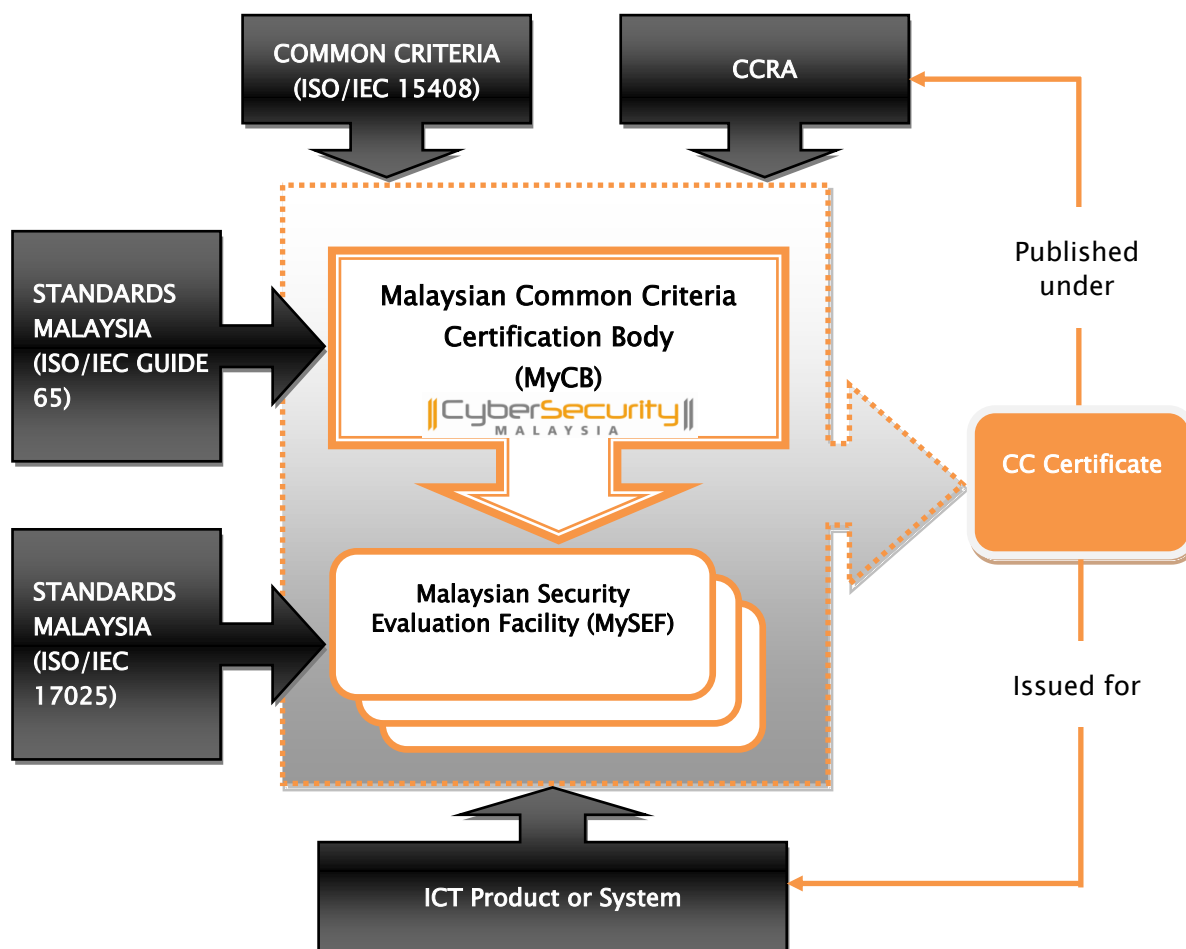 COMMON CRITERIA
(ISO/IEC 15408)
CCRA
Published
under
STANDARDS
MALAYSIA
(ISO/IEC GUIDE
65)
Malaysian Common Criteria
Certification Body
(MyCB)
CyberSecurity
MALAYSIA
CC Certificate
STANDARDS
MALAYSIA
(ISO/IEC
17025)
Malaysian Security
Evaluation Facility (MySEF)
Issued for
ICT Product or System